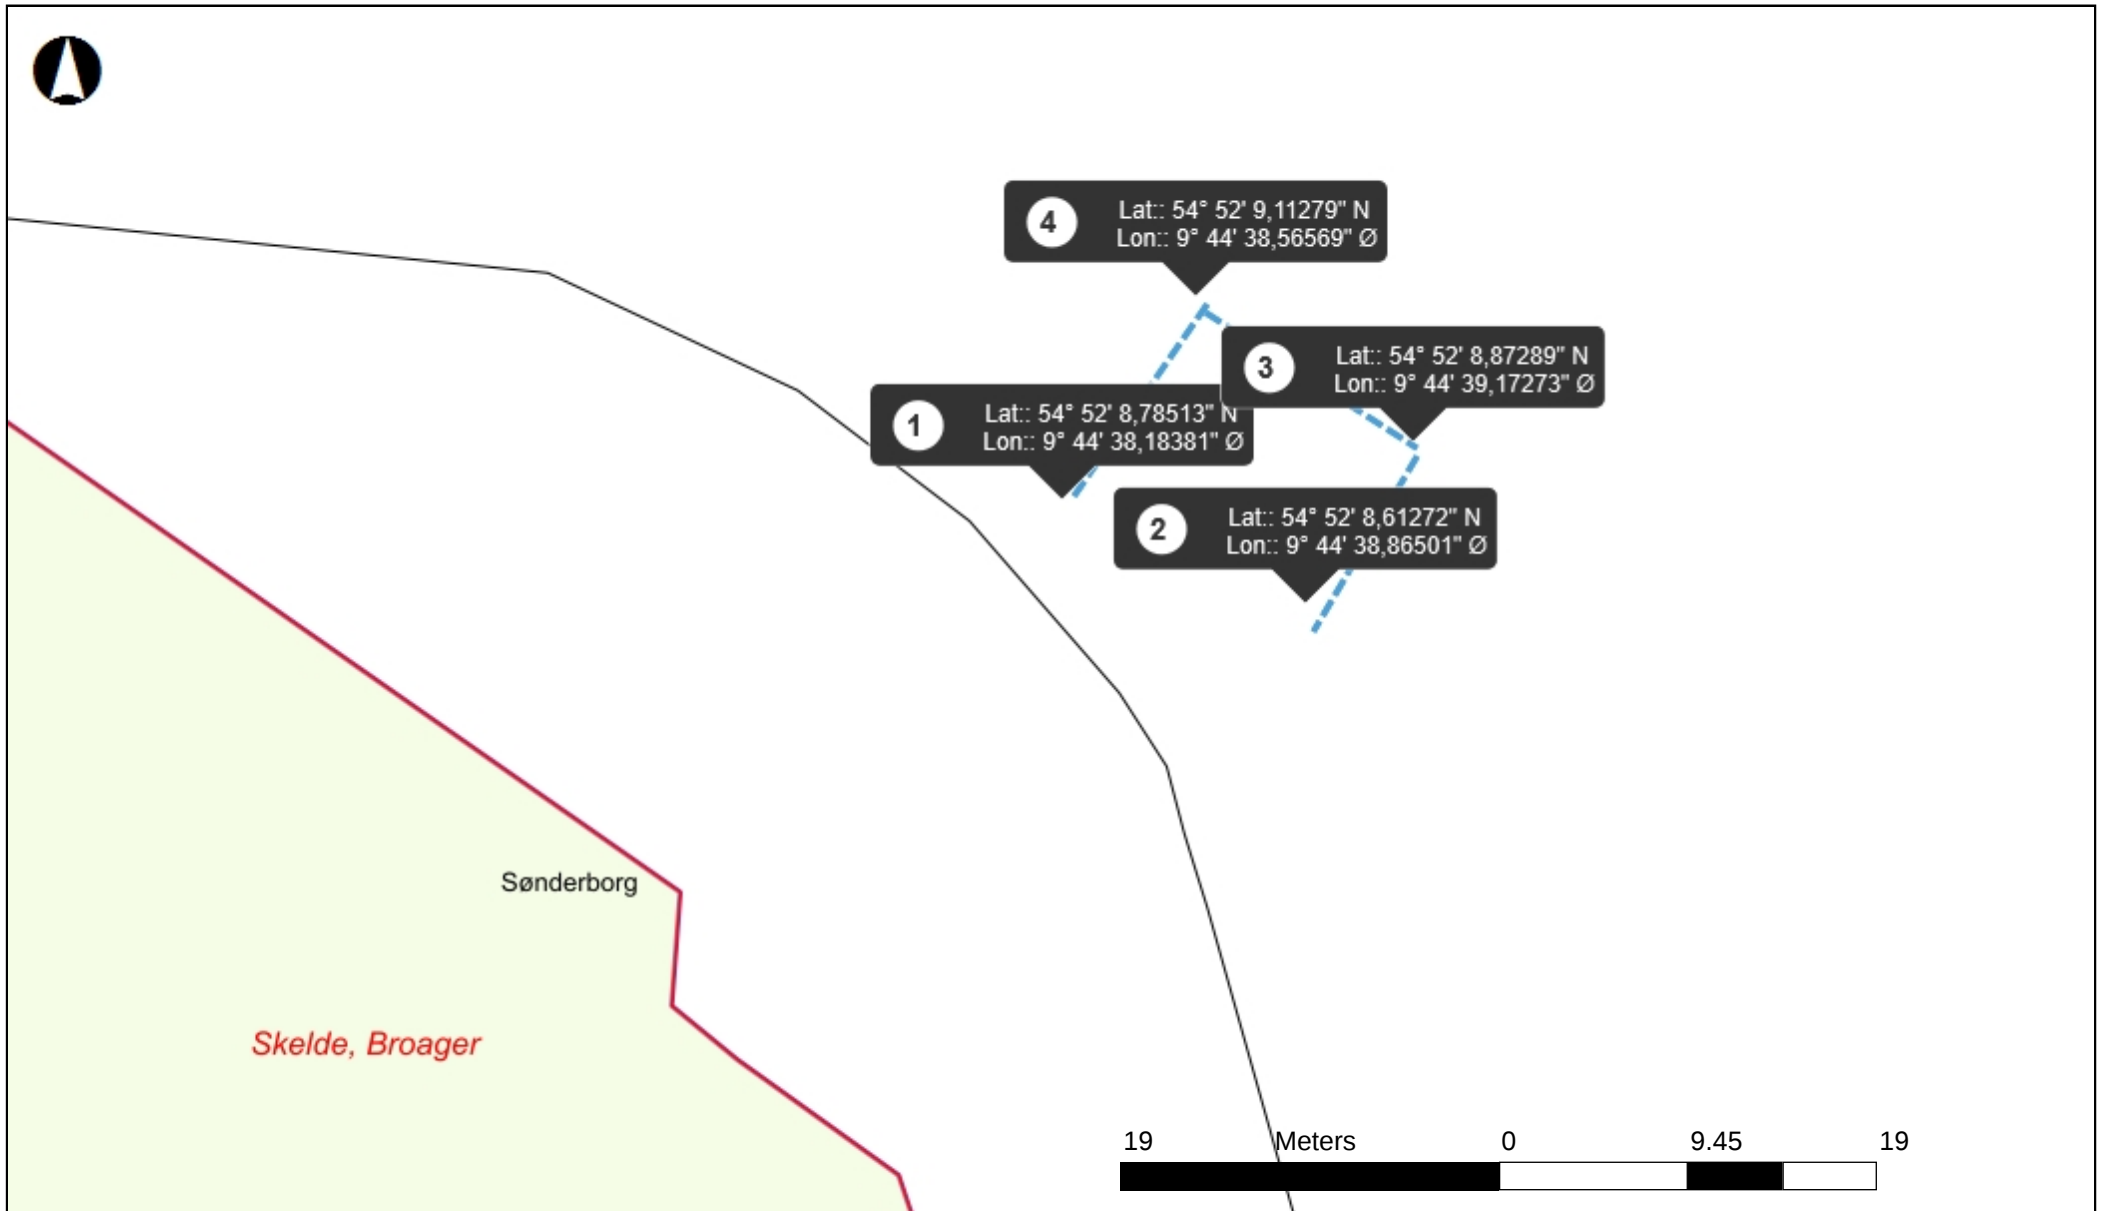 4
Lat:: 54° 52' 9,11279" N
Lon:: 9° 44' 38,56569" Ø
3
Lat:: 54° 52' 8,87289" N
Lon:: 9° 44' 39,17273" Ø
1
Lat:: 54° 52' 8,78513" N
Lon:: 9° 44' 38,18381" Ø
2
Lat:: 54° 52' 8,61272" N
Lon:: 9° 44' 38,86501" Ø
Sønderborg
Skelde, Broager
19 Meters 0 9.45 19